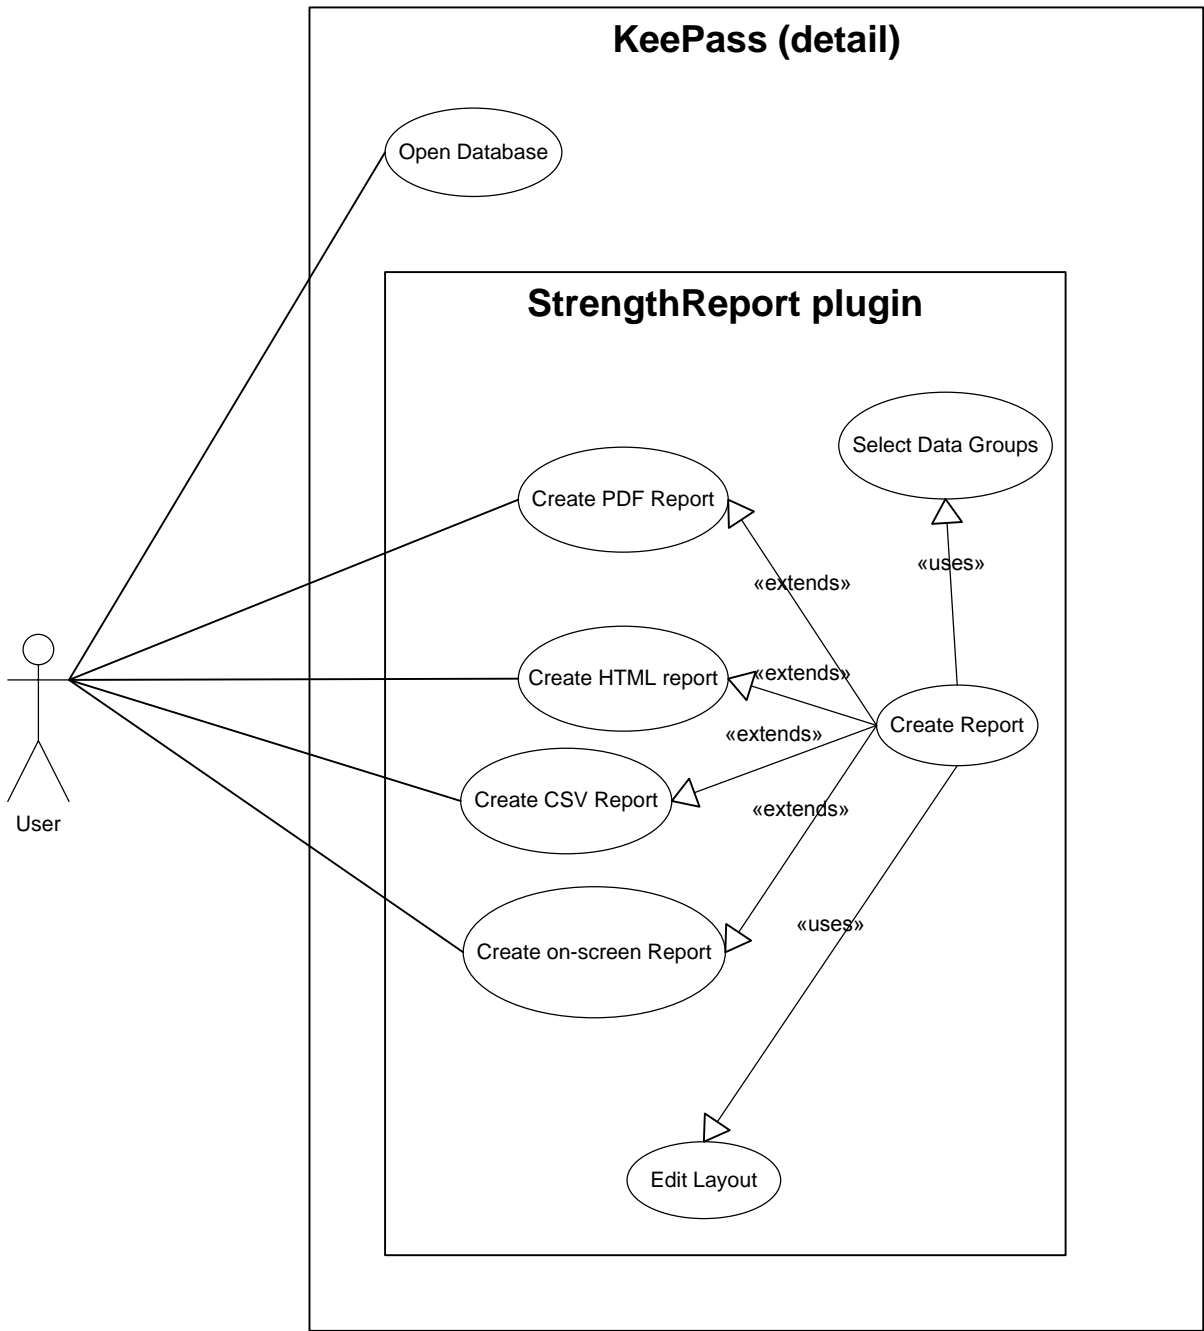 KeePass (detail)
Open Database
StrengthReport plugin
Select Data Groups
Create PDF Report
«uses»
«extends»
Create HTML report
«extends»
Create Report
«extends»
Create CSV Report
«extends»
User
«uses»
Create on-screen Report
Edit Layout